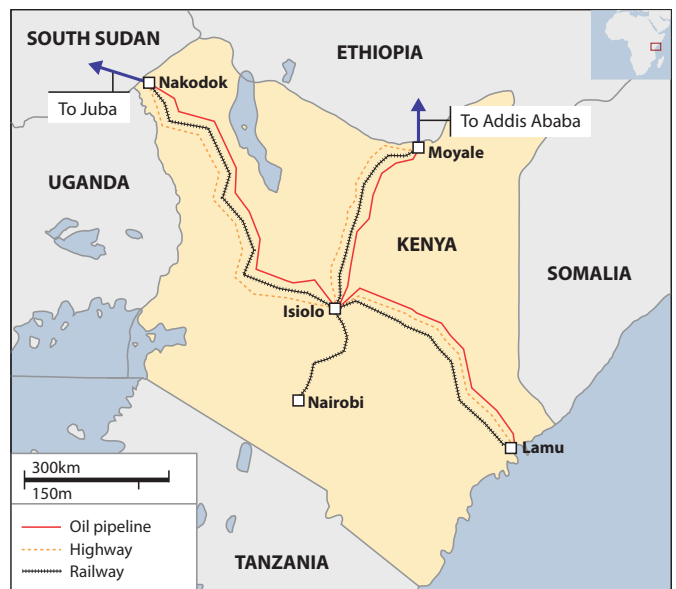 SOUTH SUDAN
ETHIOPIA
Nakodok
To Juba
To Addis Ababa
Moyale
UGANDA
KENYA
SOMALIA
Isiolo
Nairobi
Lamu
300km
150m
Oil pipeline
Highway
Railway
TANZANIA